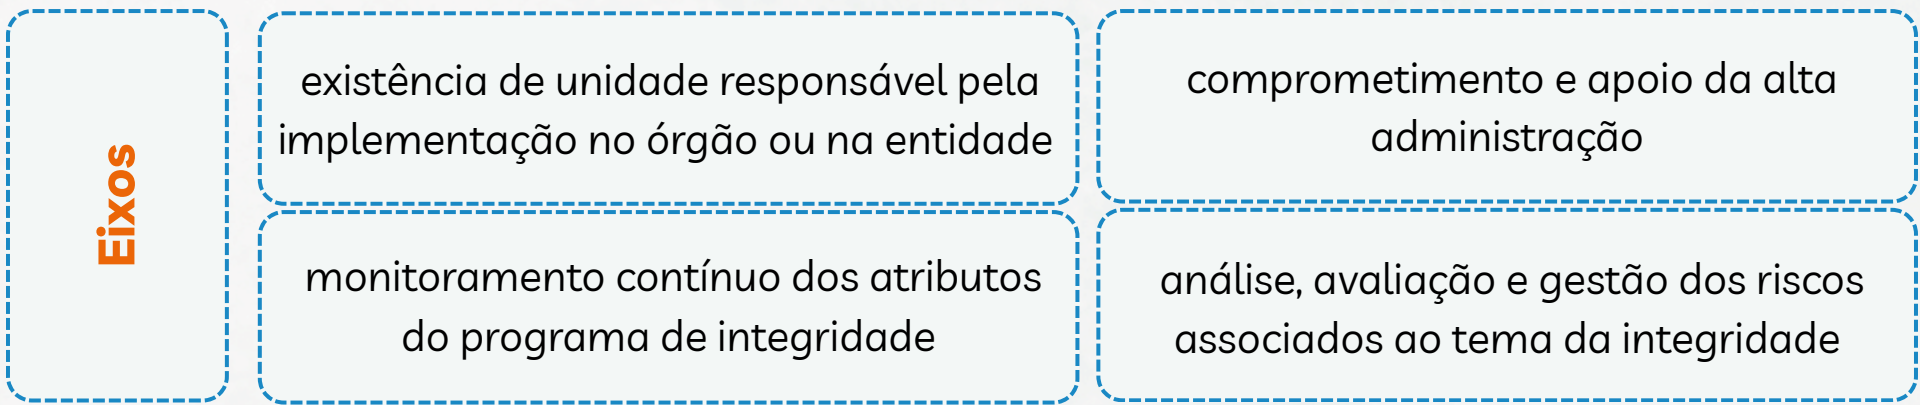 Eixos
existência de unidade responsável pela
implementação no órgão ou na entidade
comprometimento e apoio da alta
administração
monitoramento contínuo dos atributos
do programa de integridade
análise, avaliação e gestão dos riscos
associados ao tema da integridade